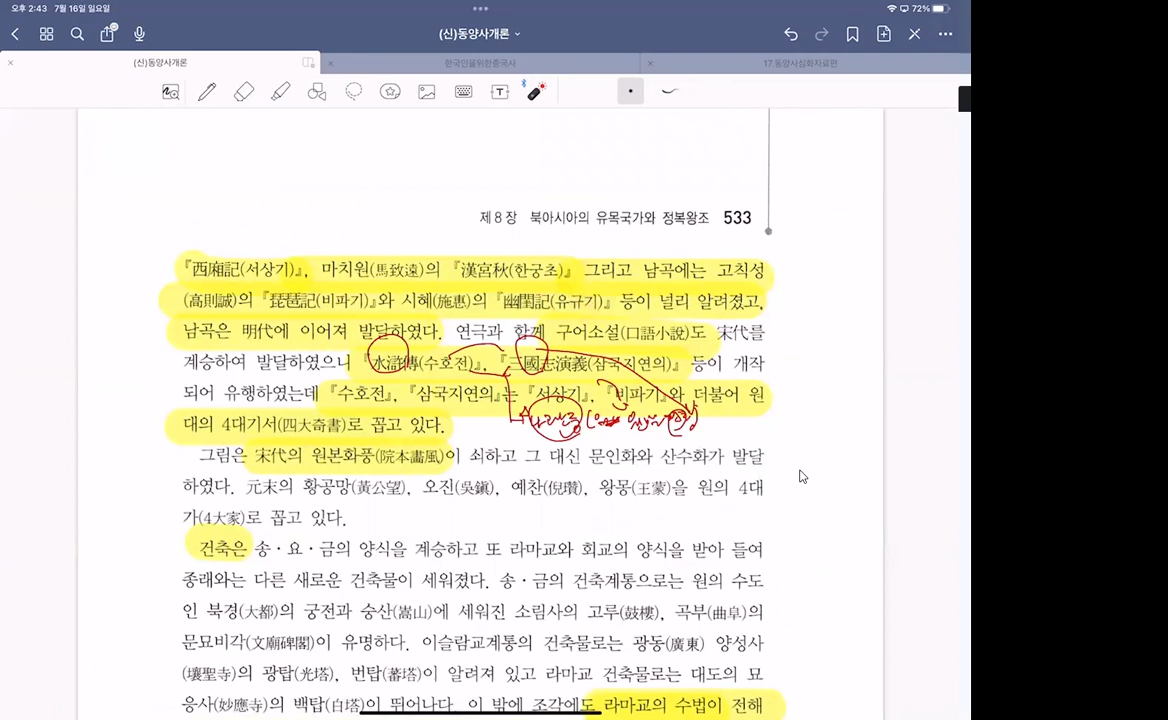 오후 2:43 7월 16일 일요일
72%
(신)동양사개론
(신)동양사개론 한국인을위한중국사 17.동양사심화자료편
제 8 장 북아시아의 유목국가와 정복왕조 533
『西廂記(서상기)』, 마치원(馬致遠)의 『漢宮秋(한궁초)』 그리고 남곡에는 고칙성
(高則誠)의 『琵琶記(비파기)』와 시혜(施惠)의 『幽閨記(유규기)』 등이 널리 알려졌고,
남곡은 明代에 이어져 발달하였다. 연극과 함께 구어소설(口語小說)도 宋代를
계승하여 발달하였으니 『水滸傳(수호전)』, 『三國志演義(삼국지연의)』 등이 개작
되어 유행하였는데 『수호전』, 『삼국지연의』는 『서상기』, 『비파기』와 더불어 원
대의 4대기서(四大奇書)로 꼽고 있다.
그림은 宋代의 원본화풍(院本畵風)이 쇠하고 그 대신 문인화와 산수화가 발달
하였다. 元末의 황공망(黃公望), 오진(吳鎭), 예찬(倪瓚), 왕몽(王蒙)을 원의 4대
가(4大家)로 꼽고 있다.
건축은 송·요·금의 양식을 계승하고 또 라마교와 회교의 양식을 받아 들여
종래와는 다른 새로운 건축물이 세워졌다. 송·금의 건축계통으로는 원의 수도
인 북경(大都)의 궁전과 숭산(嵩山)에 세워진 소림사의 고루(鼓樓), 곡부(曲阜)의
문묘비각(文廟碑閣)이 유명하다. 이슬람교계통의 건축물로는 광동(廣東) 양성사
(壤聖寺)의 광탑(光塔), 번탑(蕃塔)이 알려져 있고 라마교 건축물로는 대도의 묘
응사(妙應寺)의 백탑(白塔)이 뛰어나다. 이 밖에 조각에도 라마교의 수법이 전해